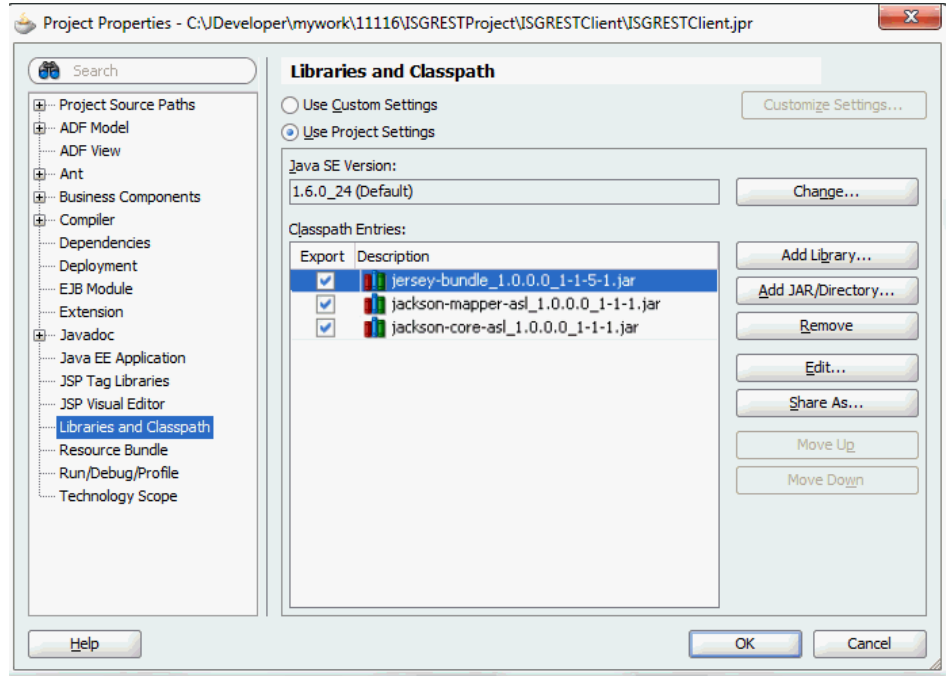 Project Properties - C:\JDeveloper\mywork\11116\ISGRESTProject\ISGRESTClient\ISGRESTClient.jpr
Search
Project Source Paths
ADF Model
ADF View
Ant
Business Components
Compiler
Dependencies
Deployment
EJB Module
Extension
Javadoc
Java EE Application
JSP Tag Libraries
JSP Visual Editor
Libraries and Classpath
Resource Bundle
Run/Debug/Profile
Technology Scope
Libraries and Classpath
Use Custom Settings
Customize Settings...
Use Project Settings
Java SE Version:
1.6.0_24 (Default)
Change...
Classpath Entries:
Export Description
jersey-bundle_1.0.0.0_1-1-5-1.jar
jackson-mapper-asl_1.0.0.0_1-1-1.jar
jackson-core-asl_1.0.0.0_1-1-1.jar
Add Library...
Add JAR/Directory...
Remove
Edit...
Share As...
Move Up
Move Down
Help
OK
Cancel